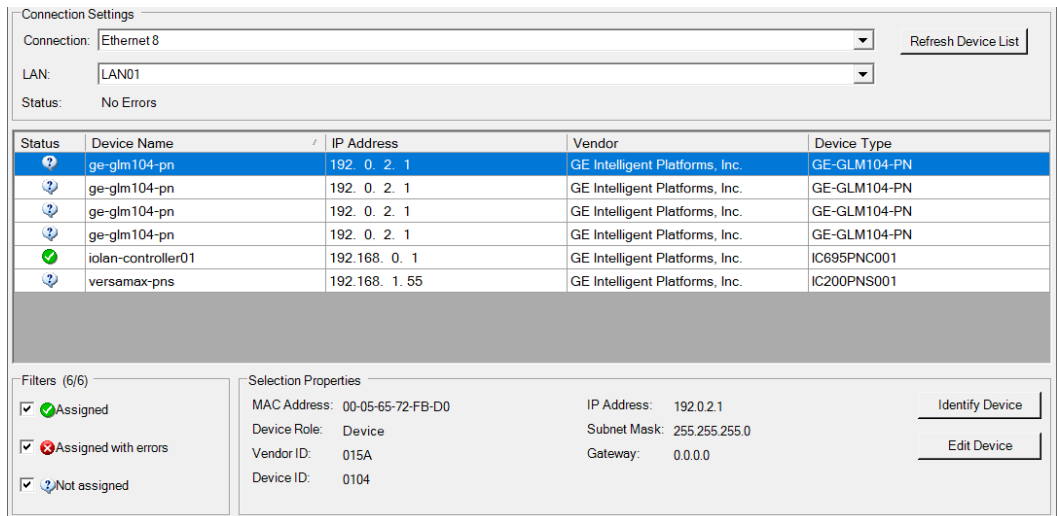 Connection Settings
Connection: Ethernet 8 Refresh Device List
LAN: LAN01
Status: No Errors
Status Device Name IP Address Vendor Device Type
ge-glm104-pn 192. 0. 2. 1 GE Intelligent Platforms, Inc. GE-GLM104-PN
ge-glm104-pn 192. 0. 2. 1 GE Intelligent Platforms, Inc. GE-GLM104-PN
ge-glm104-pn 192. 0. 2. 1 GE Intelligent Platforms, Inc. GE-GLM104-PN
ge-glm104-pn 192. 0. 2. 1 GE Intelligent Platforms, Inc. GE-GLM104-PN
iolan-controller01 192.168. 0. 1 GE Intelligent Platforms, Inc. IC695PNC001
versamax-pns 192.168. 1. 55 GE Intelligent Platforms, Inc. IC200PNS001
Filters (6/6)
Assigned
Assigned with errors
Not assigned
Selection Properties
MAC Address: 00-05-65-72-FB-D0 IP Address: 192.0.2.1 Identify Device
Device Role: Device Subnet Mask: 255.255.255.0
Vendor ID: 015A Gateway: 0.0.0.0 Edit Device
Device ID: 0104